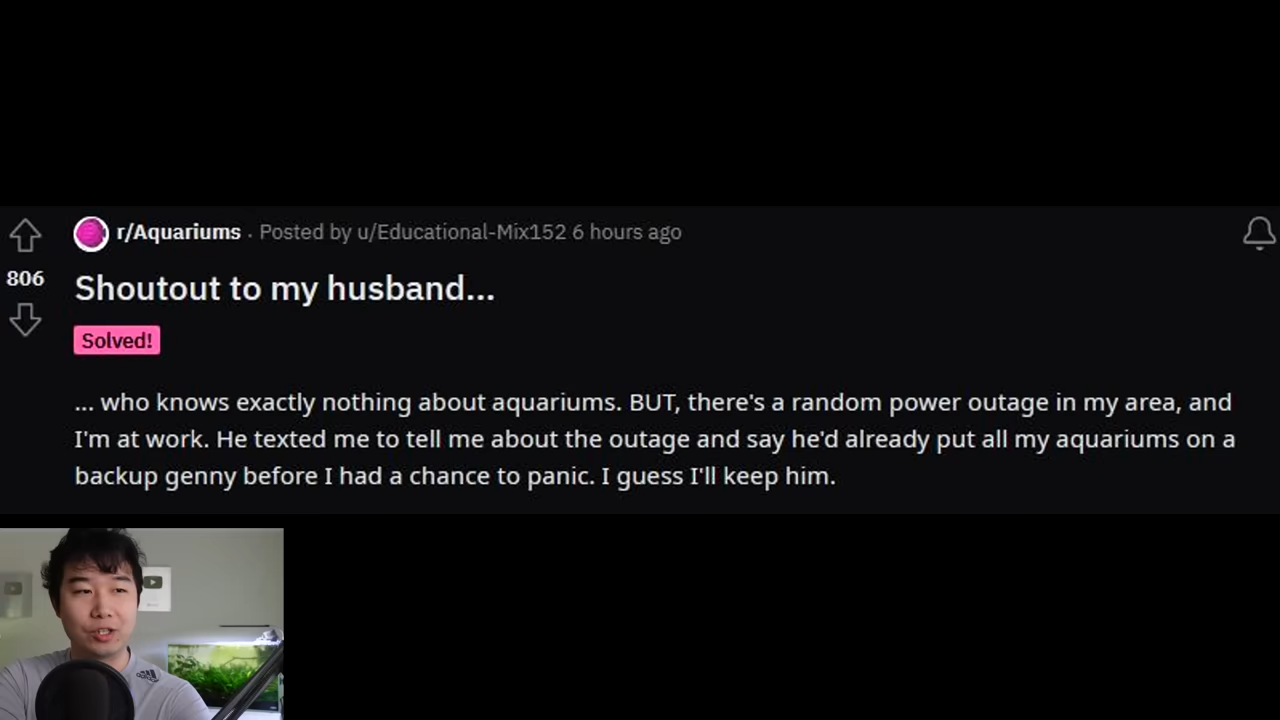 r/Aquariums · Posted by u/Educational-Mix152 6 hours ago
806
Shoutout to my husband...
Solved!
... who knows exactly nothing about aquariums. BUT, there's a random power outage in my area, and
I'm at work. He texted me to tell me about the outage and say he'd already put all my aquariums on a
backup genny before I had a chance to panic. I guess I'll keep him.